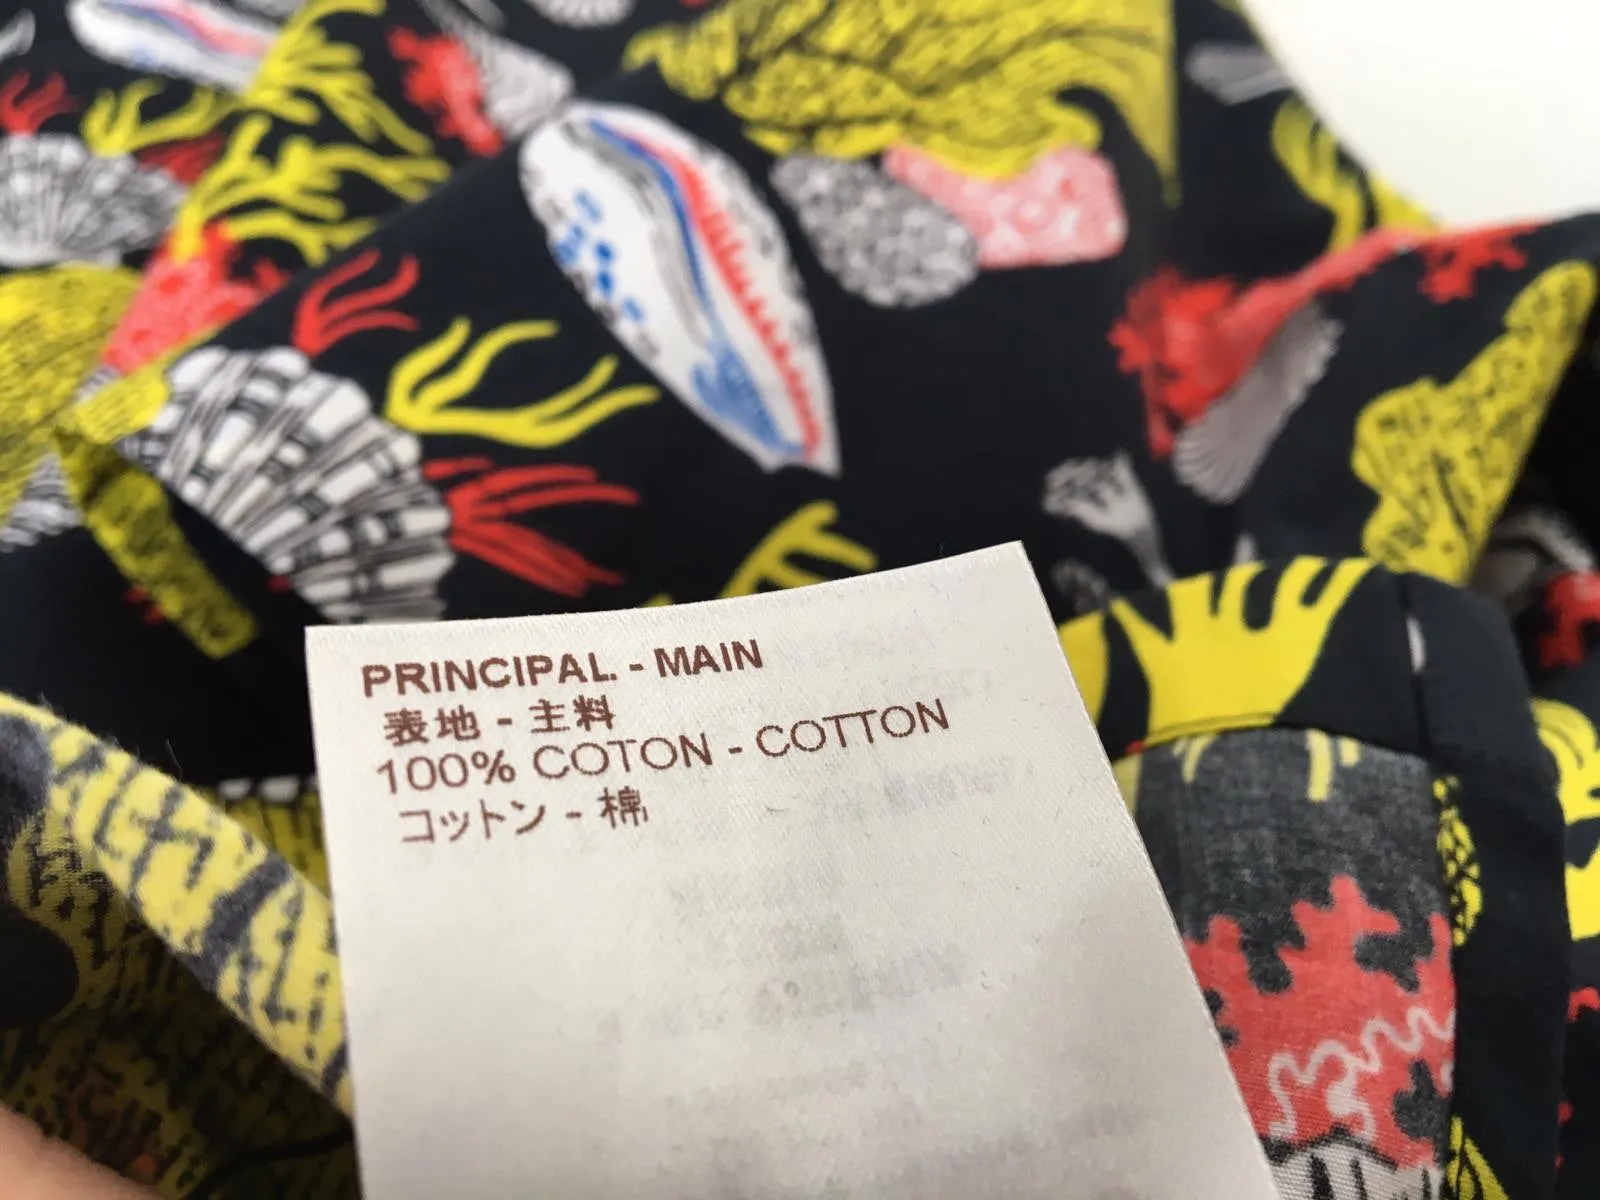 PRINCIPAL - MAIN
表地 - 主料
100% COTON - COTTON
コットン - 棉